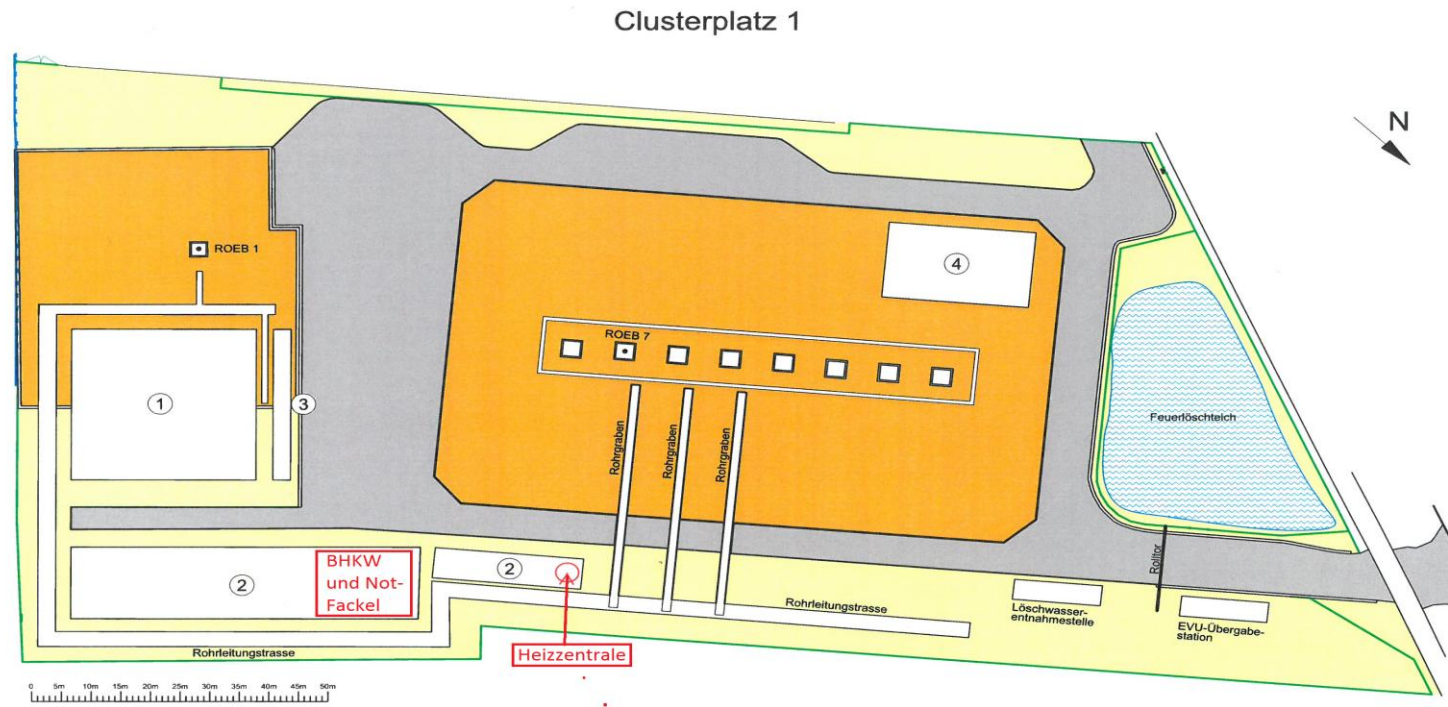 Clusterplatz 1
N
ROEB 1
4
ROEB 7
1
3
Feuerlöschteich
Rohrgraben
Rohrgraben
Rohrgraben
Rolltor
BHKW
und Not-
Fackel
2
2
Rohrleitungstrasse
Löschwasser-
entnahmestelle
EVU-Übergabe-
station
Rohrleitungstrasse
Heizzentrale
0 5m 10m 15m 20m 25m 30m 35m 40m 45m 50m